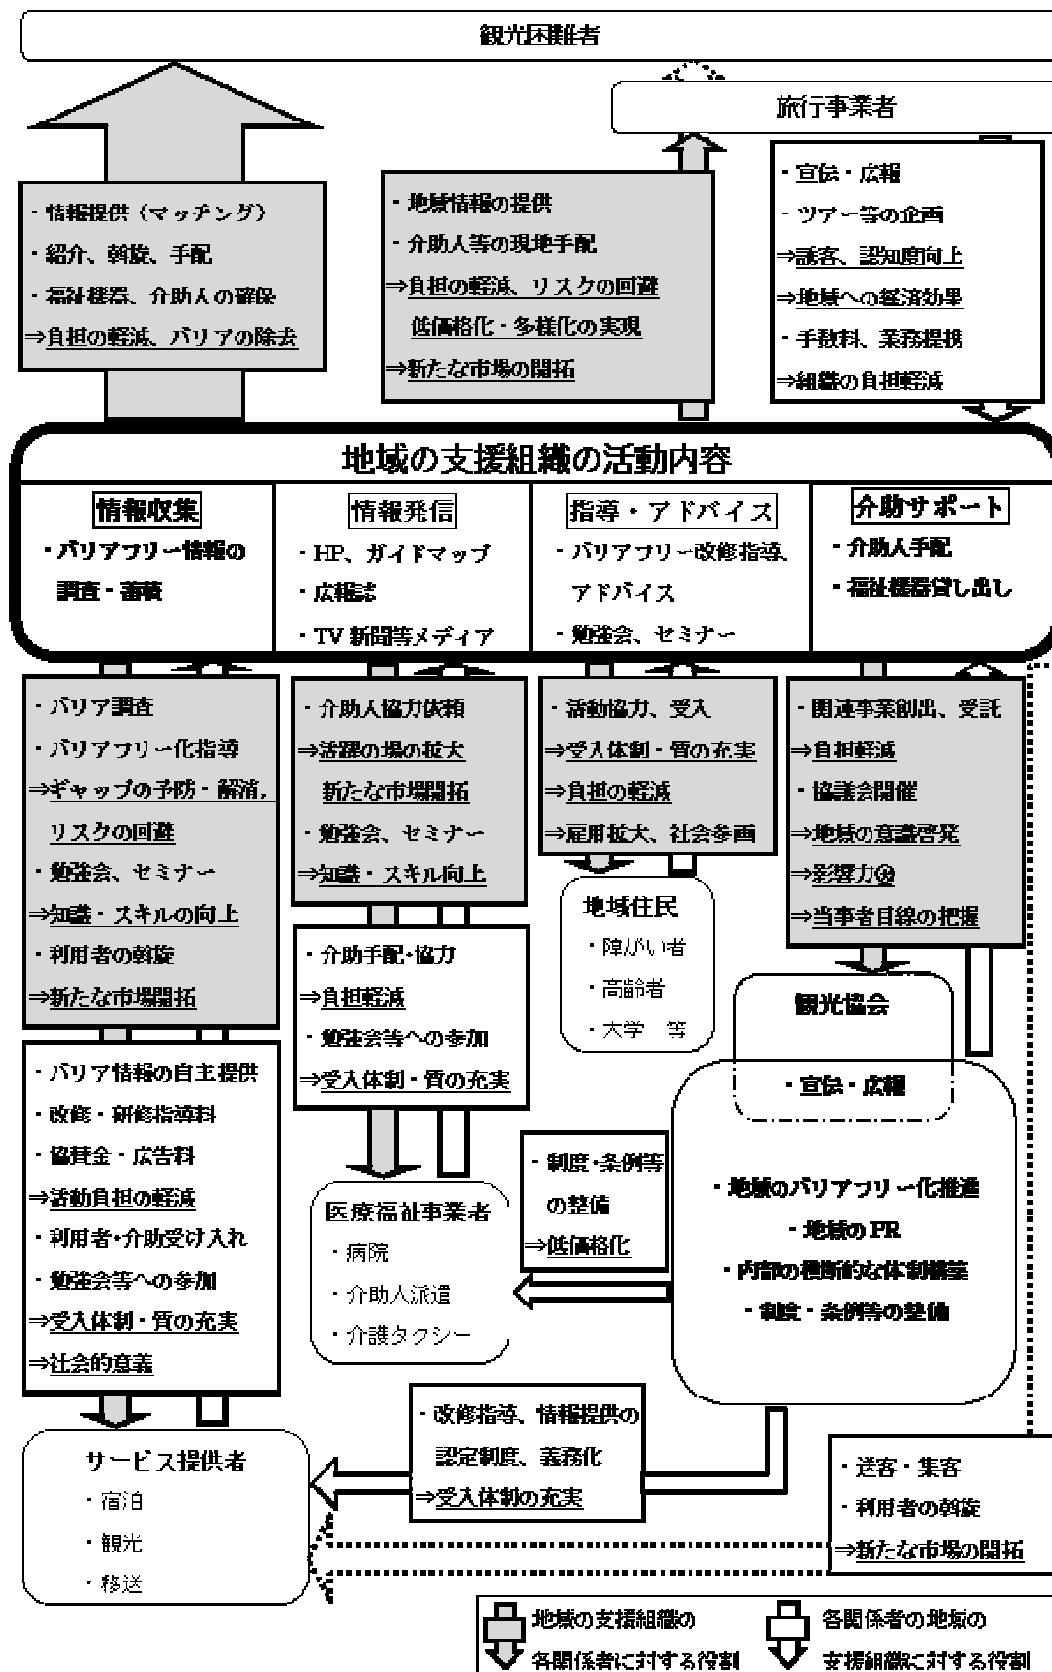 観光困難者
旅行事業者
・情報提供（マッチング）
・紹介、斡旋、手配
・福祉機器、介助人の確保
⇒負担の軽減、バリアの除去
・地域情報の提供
・介助人等の現地手配
⇒負担の軽減、リスクの回避
低価格化・多様化の実現
⇒新たな市場の開拓
・宣伝・広報
・ツアー等の企画
⇒誘客、認知度向上
⇒地域への経済効果
・手数料、業務提携
⇒組織の負担軽減
地域の支援組織の活動内容
情報収集
・バリアフリー情報の
調査・蓄積
情報発信
・HP、ガイドマップ
・広報誌
・TV 新聞等メディア
指導・アドバイス
・バリアフリー改修指導、
アドバイス
・勉強会、セミナー
介助サポート
・介助人手配
・福祉機器貸し出し
・バリア調査
・バリアフリー化指導
⇒ギャップの予防・解消、
リスクの回避
・勉強会、セミナー
⇒知識・スキルの向上
・利用者の斡旋
⇒新たな市場開拓
・介助人協力依頼
⇒活躍の場の拡大
新たな市場開拓
・勉強会、セミナー
⇒知識・スキル向上
・活動協力、受入
⇒受入体制・質の充実
⇒負担の軽減
⇒雇用拡大、社会参画
・関連事業創出、受託
⇒負担軽減
・協議会開催
⇒地域の意識啓発
⇒影響力㊛
⇒当事者目線の把握
地域住民
・障がい者
・高齢者
・大学　等
・介助手配・協力
⇒負担軽減
・勉強会等への参加
⇒受入体制・質の充実
観光協会
・宣伝・広報
・バリア情報の自主提供
・改修・研修指導料
・協賛金・広告料
⇒活動負担の軽減
・利用者・介助受け入れ
・勉強会等への参加
⇒受入体制・質の充実
⇒社会的意義
・制度・条例等
の整備
⇒低価格化
・地域のバリアフリー化推進
・地域の PR
・内部の横断的な体制構築
・制度・条例等の整備
医療福祉事業者
・病院
・介助人派遣
・介護タクシー
・改修指導、情報提供の
認定制度、義務化
⇒受入体制の充実
サービス提供者
・宿泊
・観光
・移送
・送客・集客
・利用者の斡旋
⇒新たな市場の開拓
地域の支援組織の
各関係者に対する役割
各関係者の地域の
支援組織に対する役割